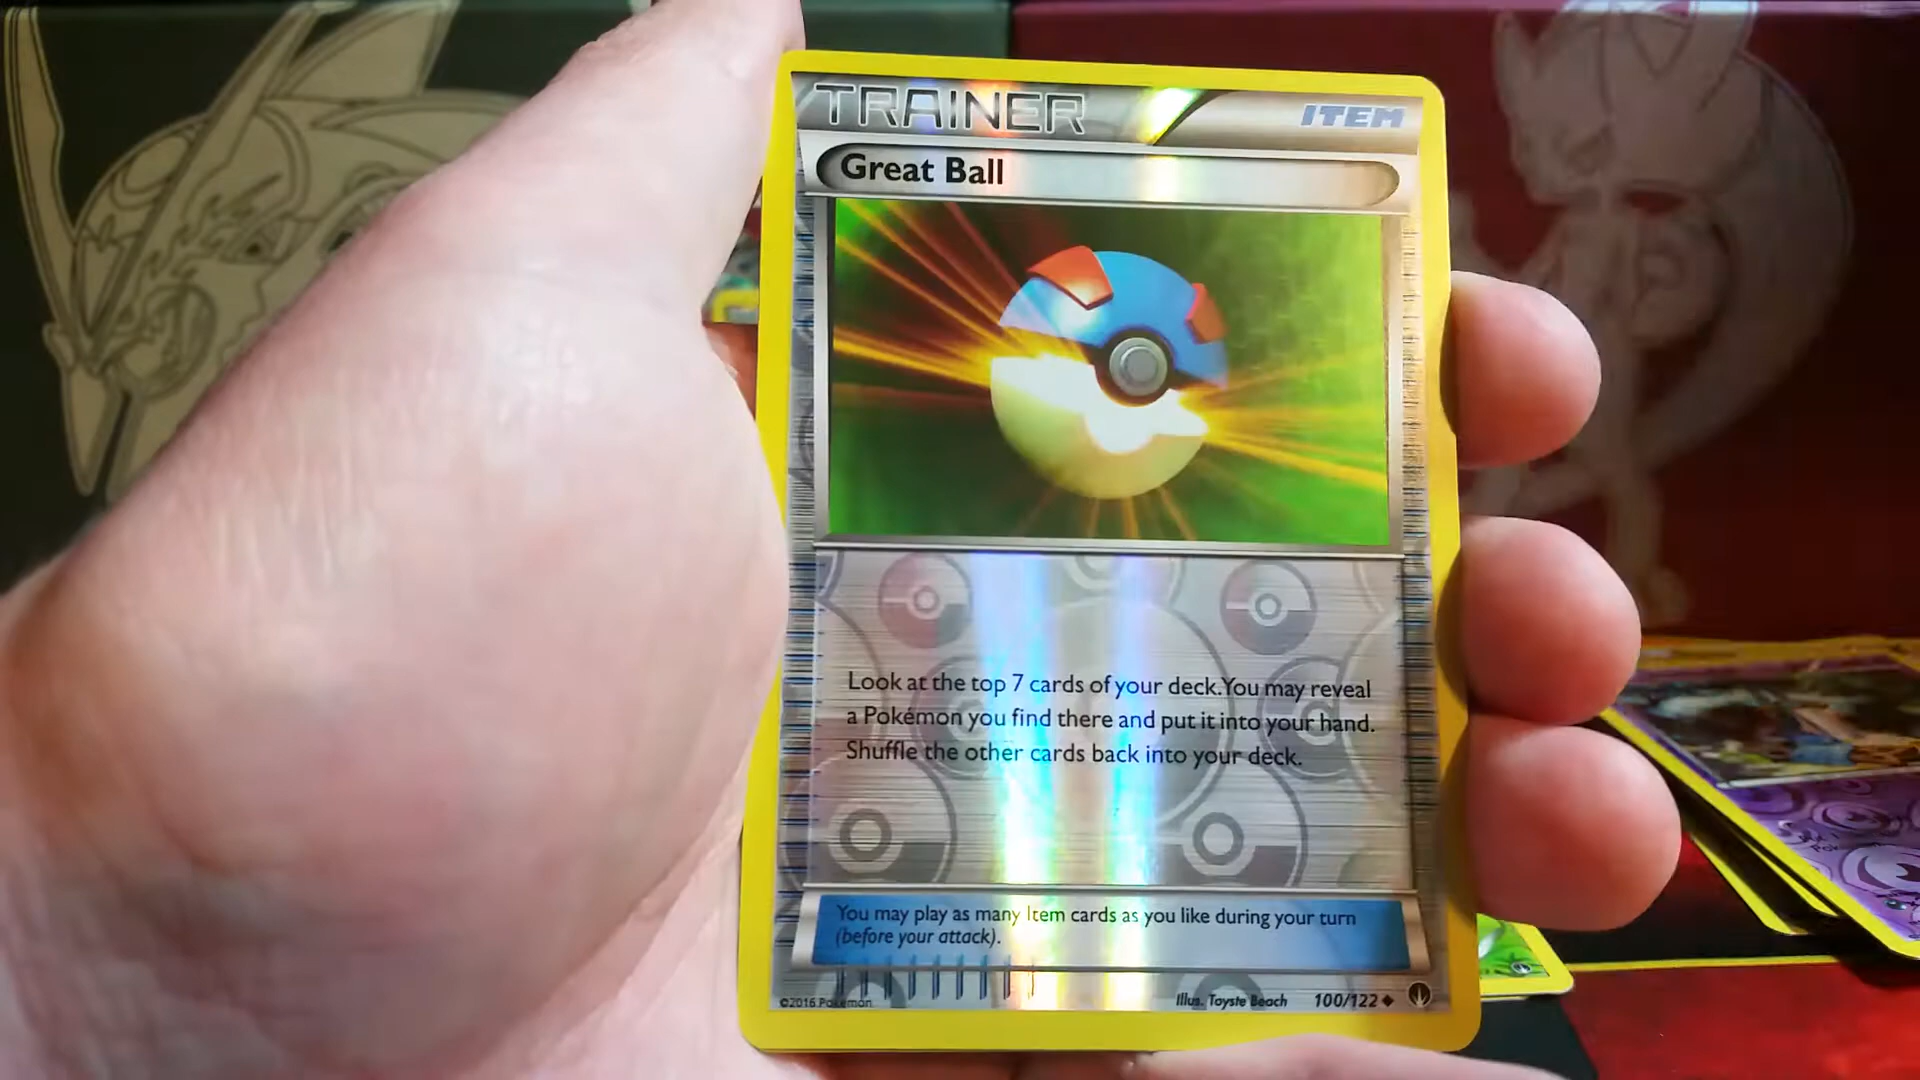 TRAINER
ITEM
Great Ball
Look at the top 7 cards of your deck. You may reveal
a Pokémon you find there and put it into your hand.
Shuffle the other cards back into your deck.
You may play as many Item cards as you like during your turn
(before your attack).
©2016 Pokémon
Illus. Toyste Beach
100/122